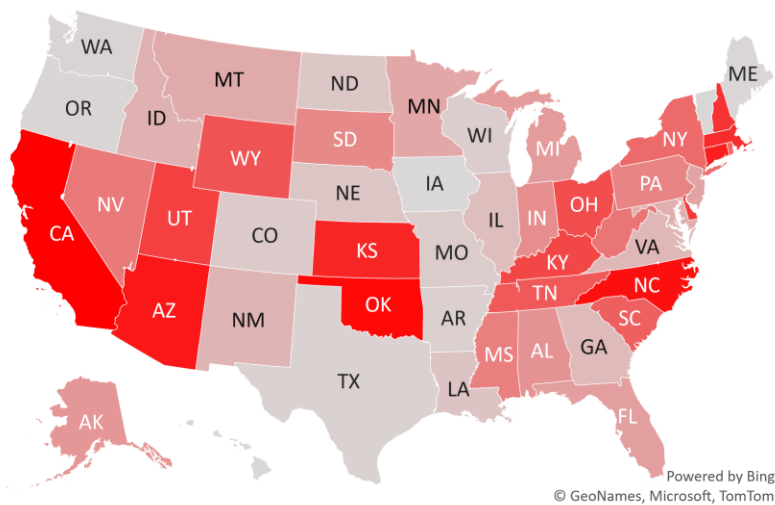 WA
ME
MT
ND
OR
MN
ID
WI
NY
SD
MI
WY
PA
IA
NE
NV
OH
IL
IN
UT
CO
CA
VA
KS
MO
KY
NC
TN
OK
AZ
AR
SC
NM
GA
MS
AL
TX
LA
FL
AK
Powered by Bing
© GeoNames, Microsoft, TomTom